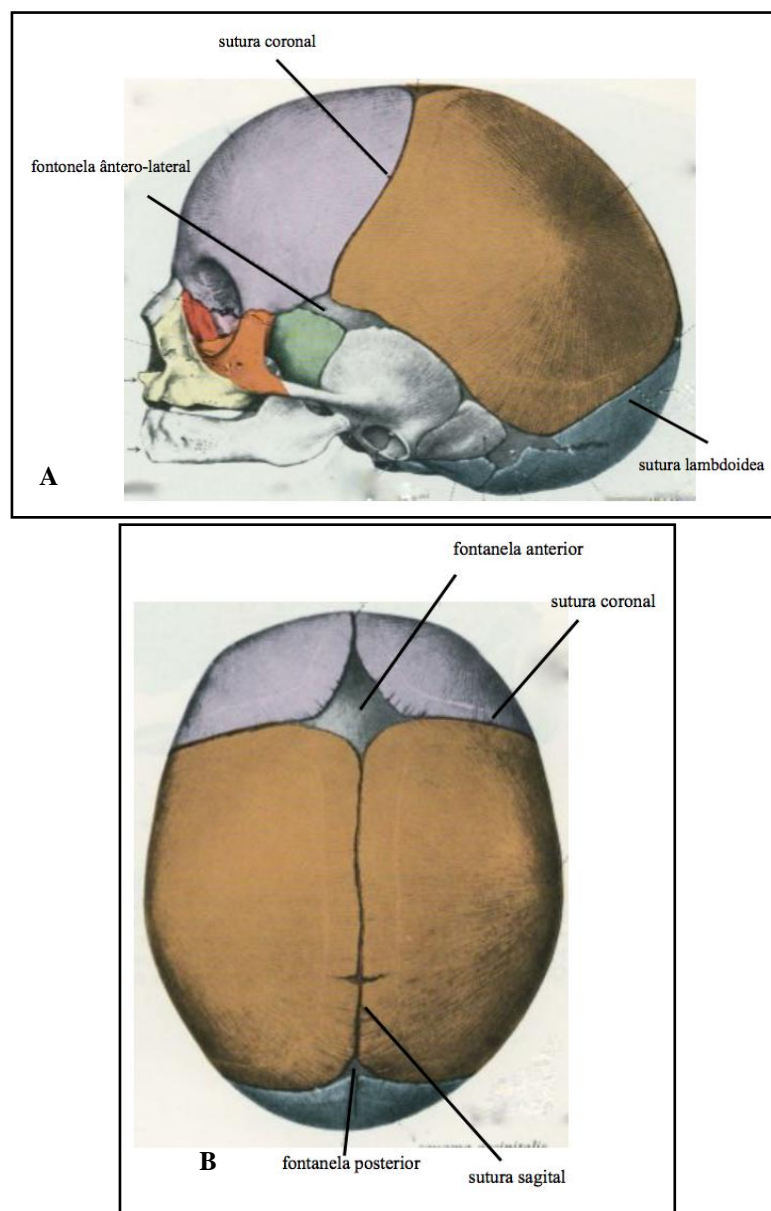 sutura coronal
fontonela ântero-lateral
sutura lambdoidea
A
fontanela anterior
sutura coronal
B
fontanela posterior
sutura sagital